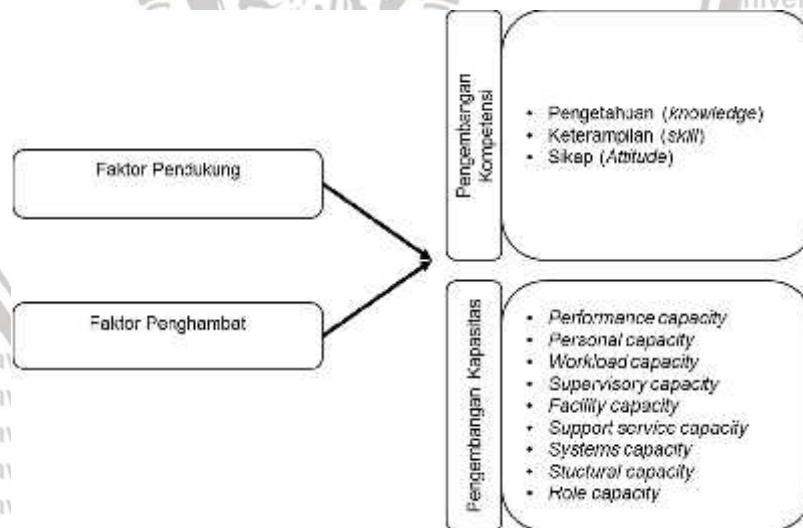 Faktor Pendukung
Faktor Penghambat
Pengembangan
Kompetensi
• Pengetahuan (knowledge)
• Keterampilan (skill)
• Sikap (Attitude)
Pengembangan Kapasitas
• Performance capacity
• Personal capacity
• Workload capacity
• Supervisory capacity
• Facility capacity
• Support service capacity
• Systems capacity
• Stuctural capacity
• Role capacity